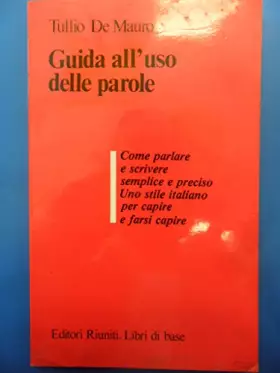 Tullio De Mauro
Guida all'uso
delle parole
Come parlare
e scrivere
semplice e preciso
Uno stile italiano
per capire
e farsi capire
Editori Riuniti. Libri di base